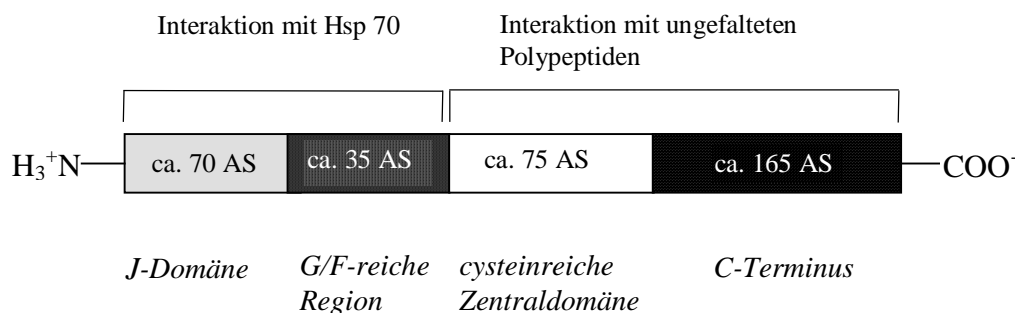 Interaktion mit Hsp 70
Interaktion mit ungefalteten
Polypeptiden
H₃⁺N
ca. 70 AS
ca. 35 AS
ca. 75 AS
ca. 165 AS
COO⁻
J-Domäne
G/F-reiche
Region
cysteinreiche
Zentraldomäne
C-Terminus